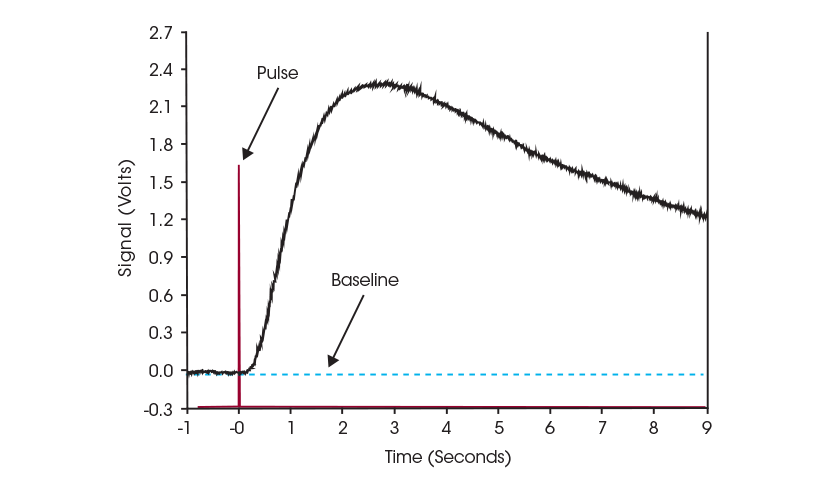 2.7
2.4
Pulse
2.1
1.8
1.5
Signal (Volts)
1.2
0.9
Baseline
0.6
0.3
0.0
-0.3
-1 -0 1 2 3 4 5 6 7 8 9
Time (Seconds)